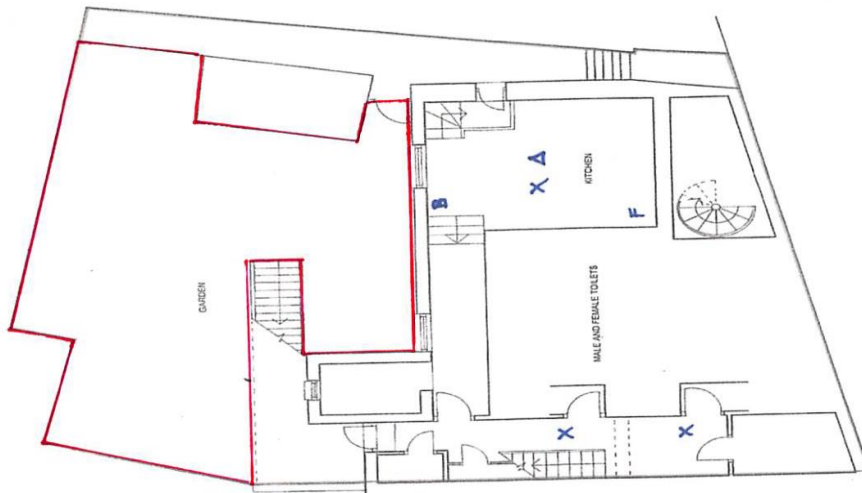 GARDEN
B
X Δ
KITCHEN
F
MALE AND FEMALE TOILETS
X
X